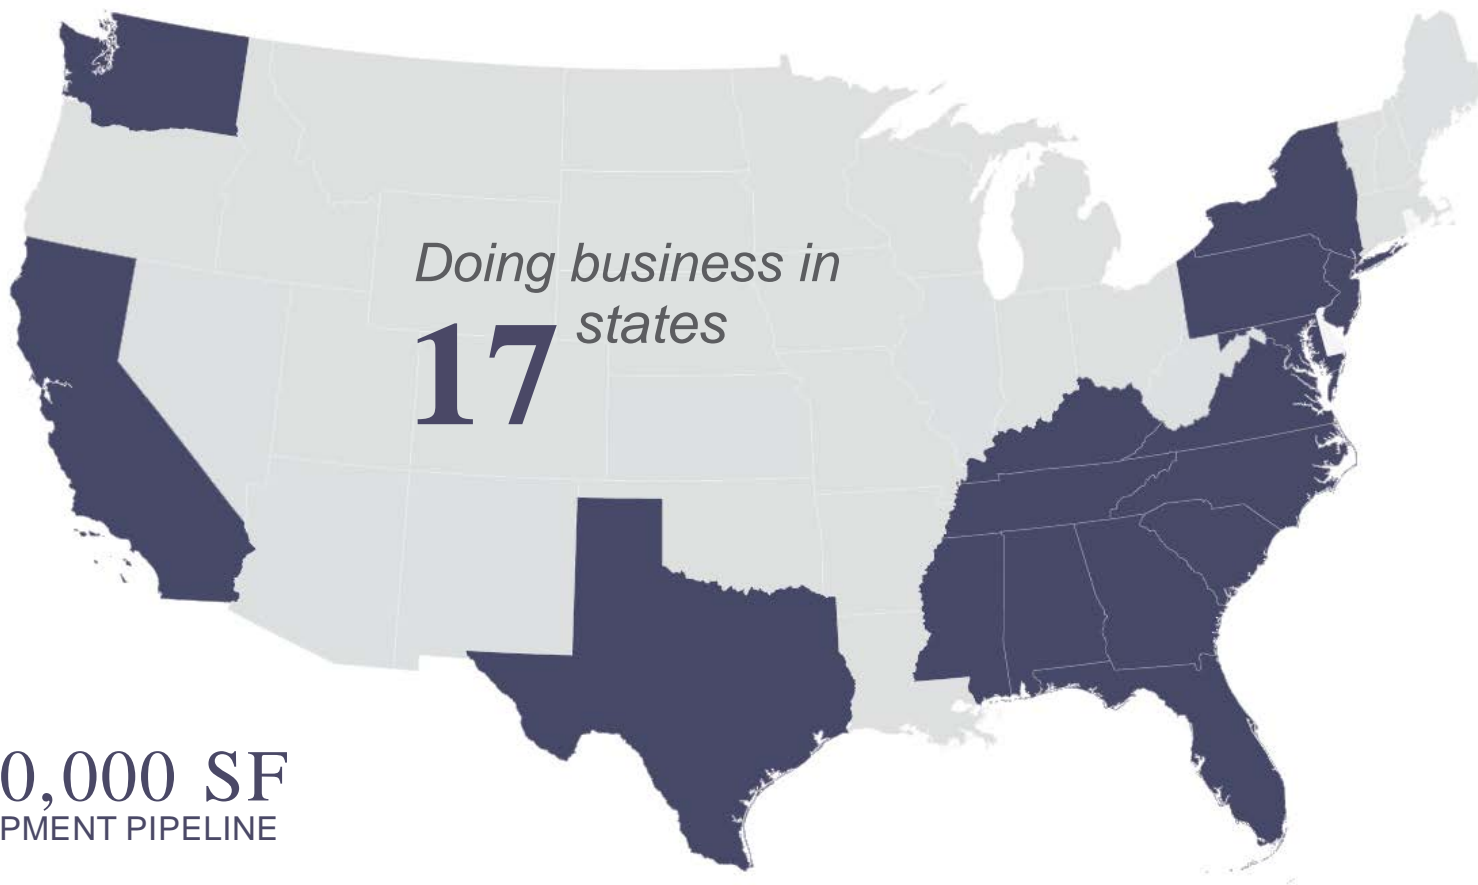 Doing business in
17 states
0,000 SF
PMENT PIPELINE